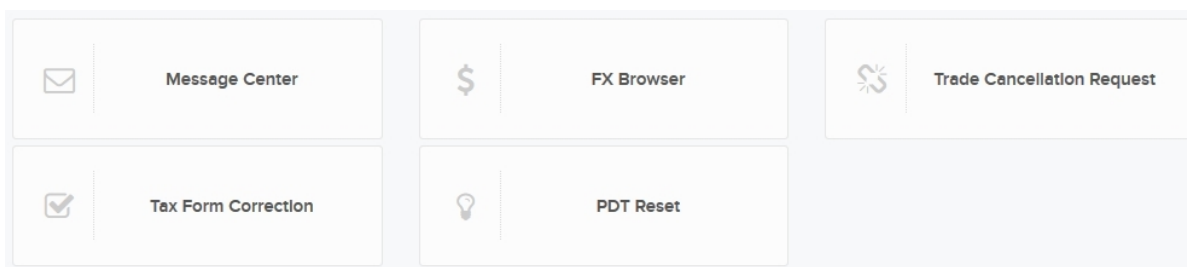 Message Center
FX Browser
Trade Cancellation Request
Tax Form Correction
PDT Reset